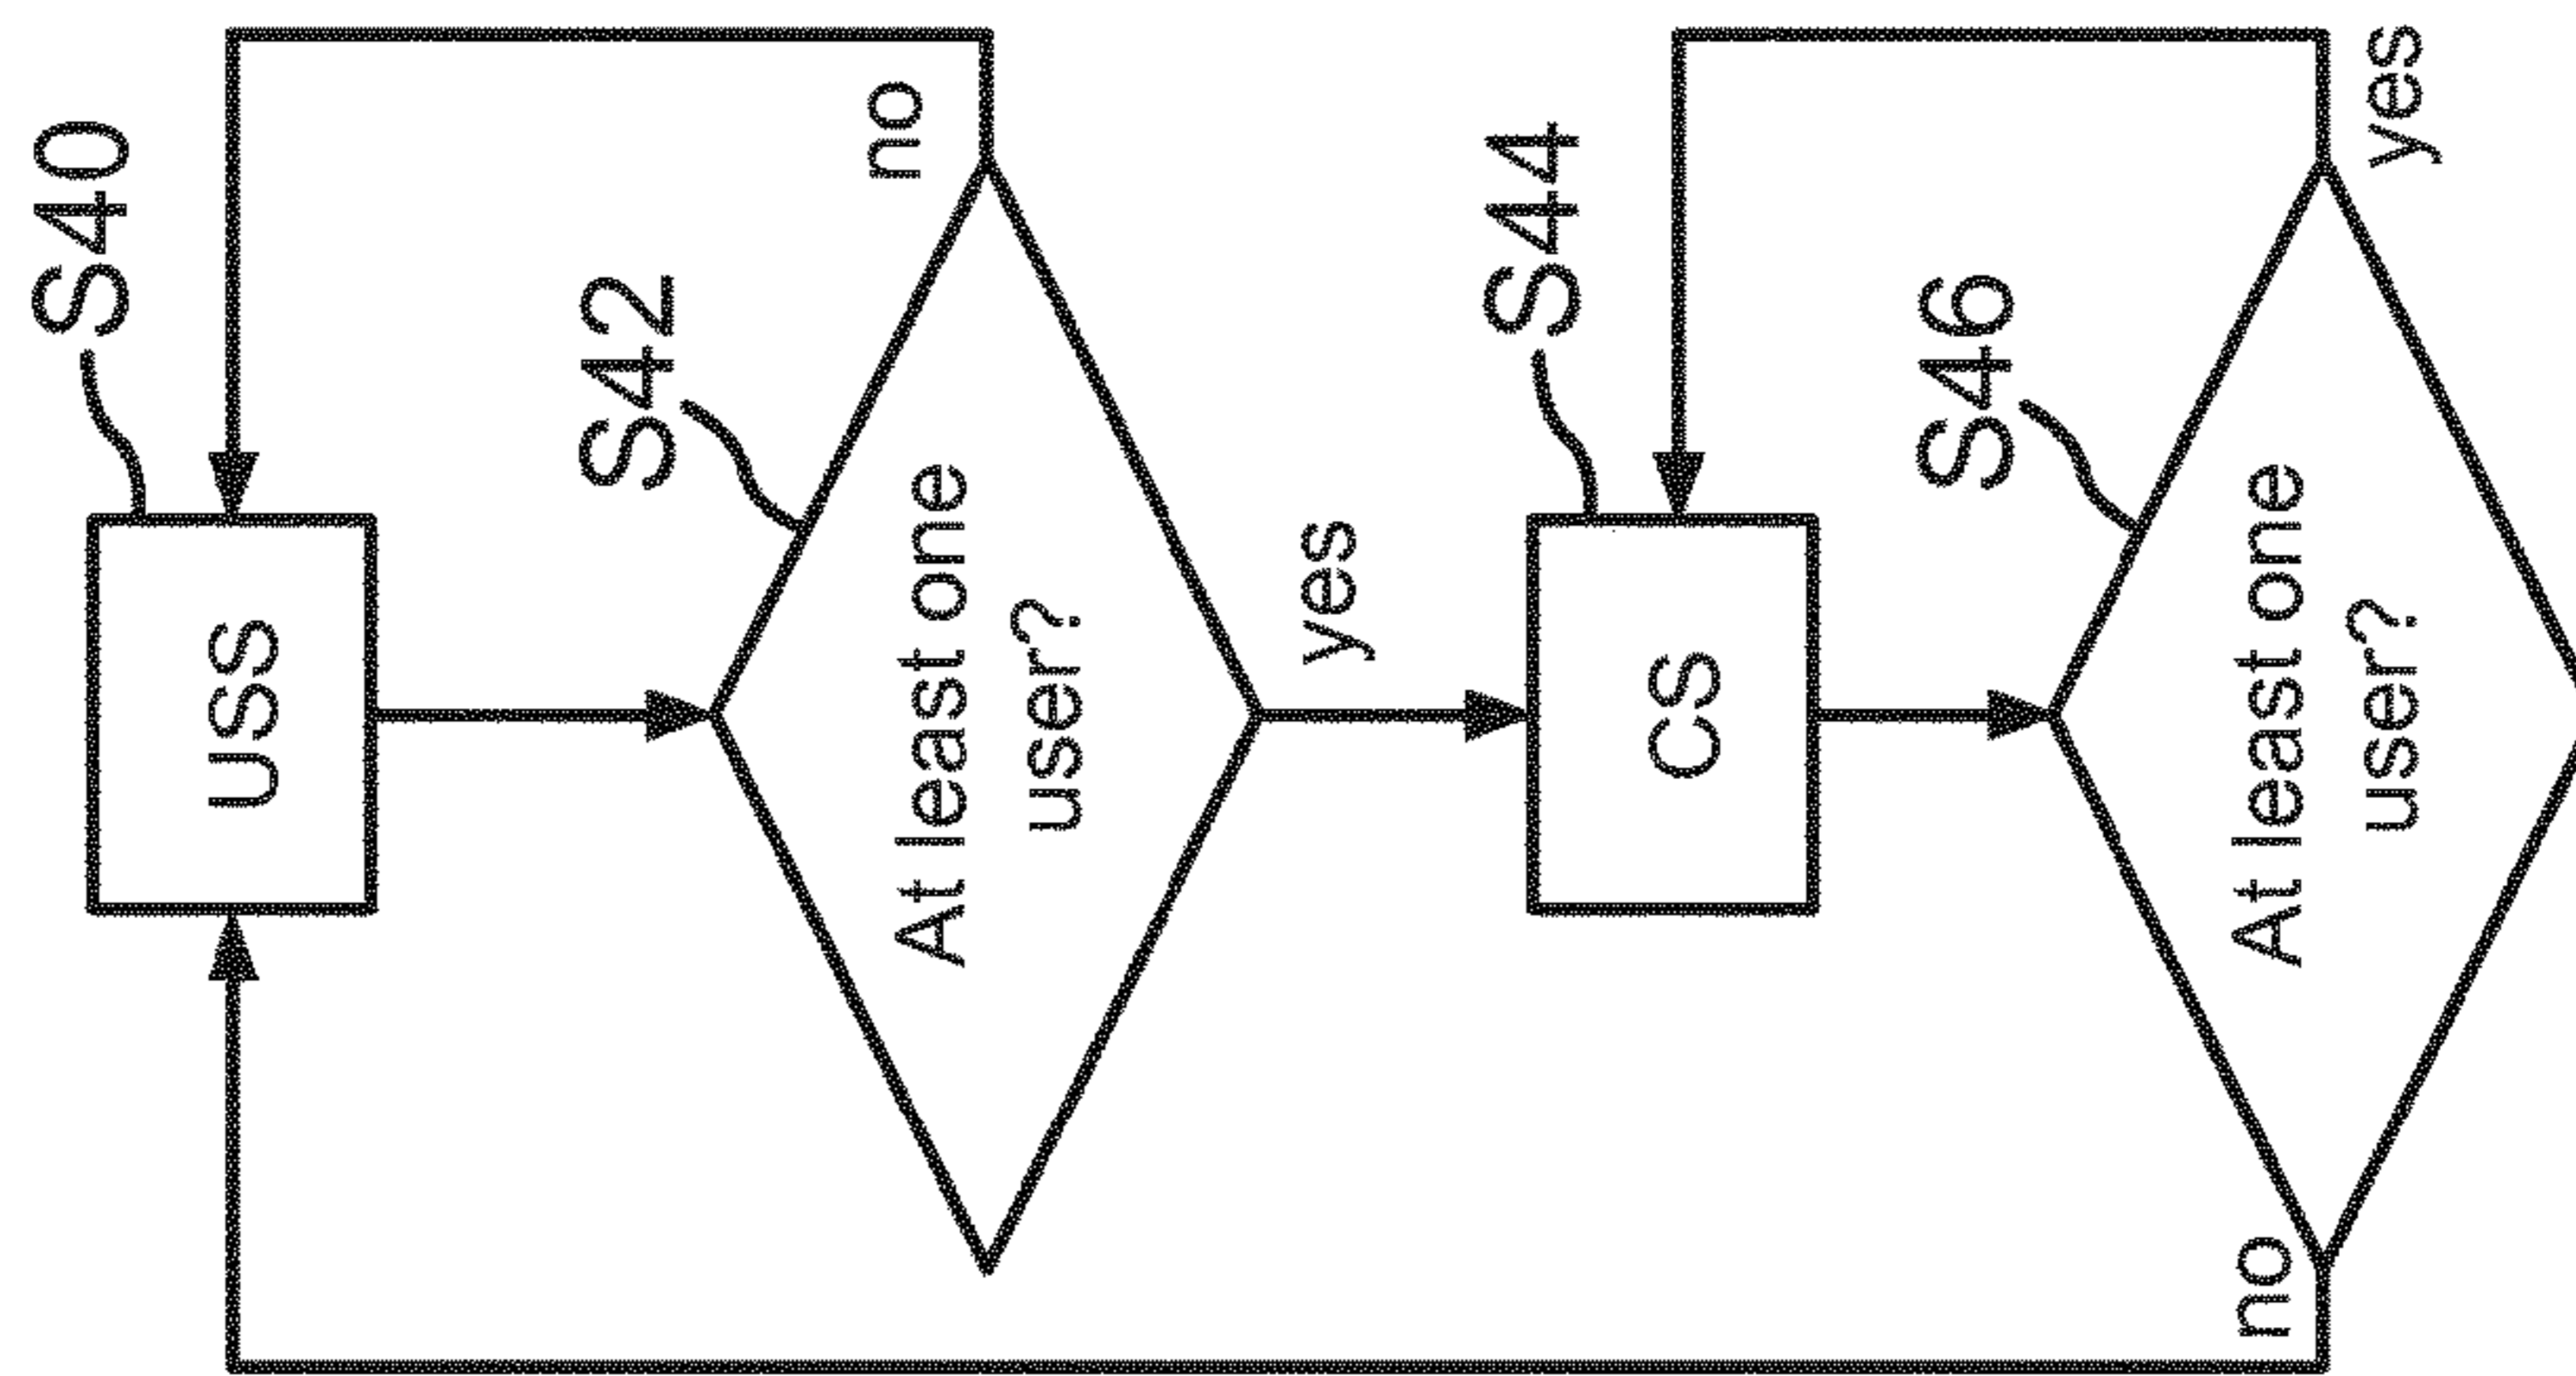 S40
USS
no
S42
At least one
user?
yes
S44
CS
S46
At least one
user?
yes
no